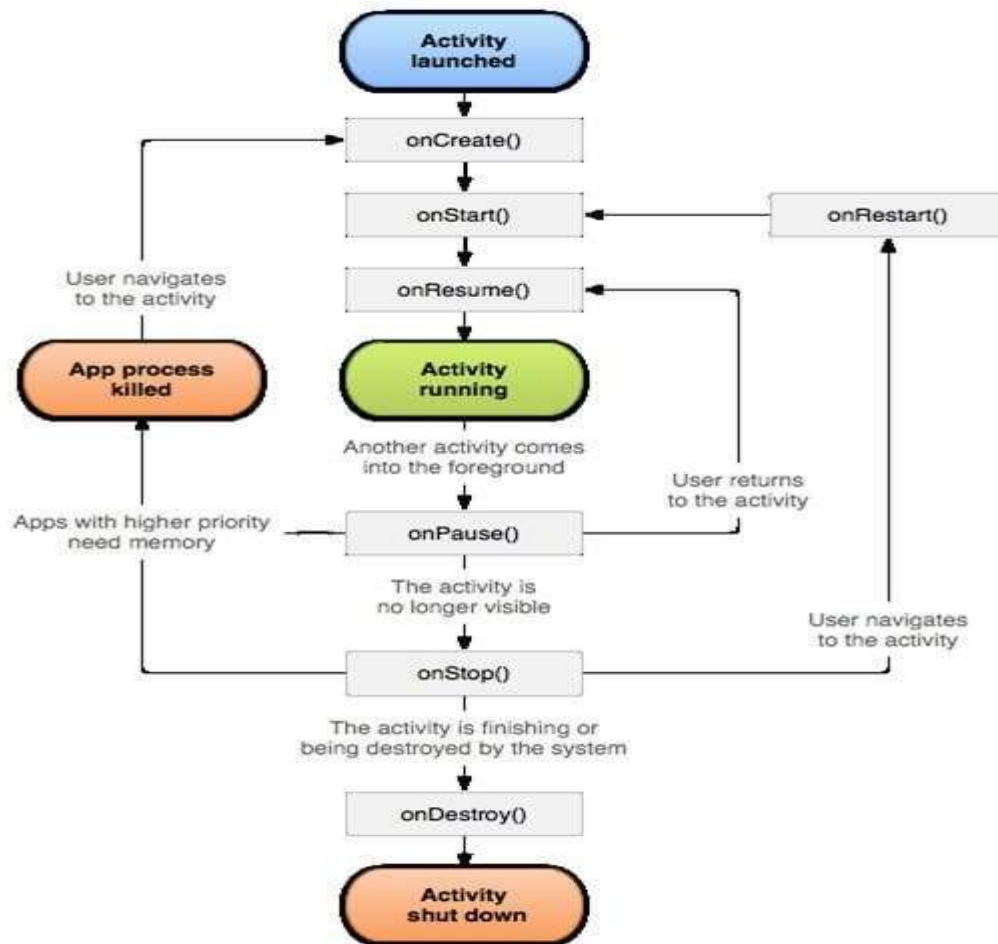 Activity
launched
onCreate()
onStart()
onRestart()
User navigates
to the activity
onResume()
App process
killed
Activity
running
Another activity comes
into the foreground
User returns
to the activity
Apps with higher priority
need memory
onPause()
The activity is
no longer visible
User navigates
to the activity
onStop()
The activity is finishing or
being destroyed by the system
onDestroy()
Activity
shut down